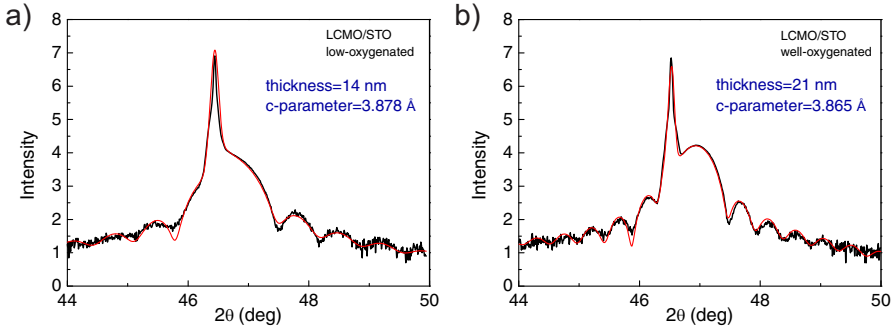 a)
8
7
6
5
4
3
2
1
0
Intensity
LCMO/STO
low-oxygenated
thickness=14 nm
c-parameter=3.878 Å
44 46 48 50
2θ (deg)
b)
8
7
6
5
4
3
2
1
0
Intensity
LCMO/STO
well-oxygenated
thickness=21 nm
c-parameter=3.865 Å
44 46 48 50
2θ (deg)